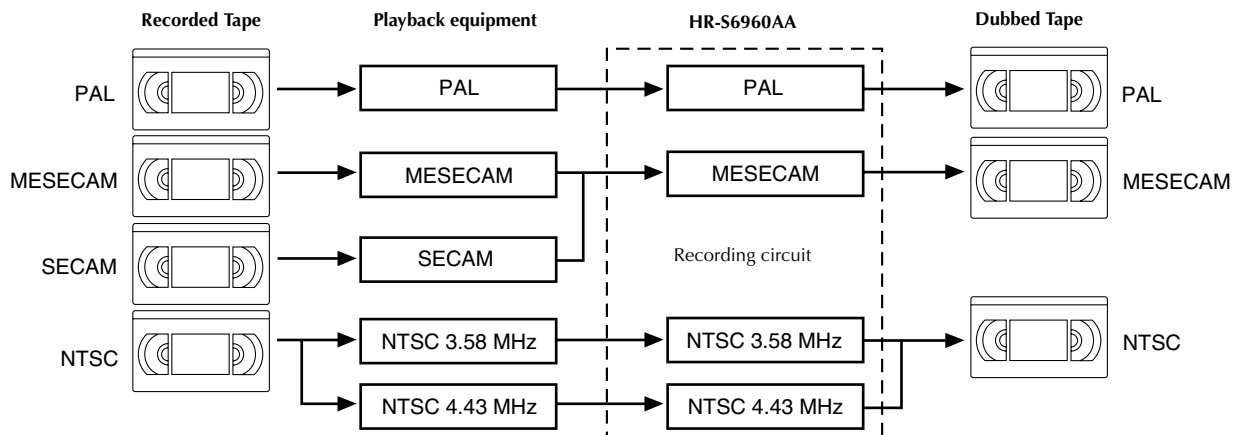 Recorded Tape Playback equipment HR-S6960AA Dubbed Tape
PAL PAL PAL PAL
MESECAM MESECAM MESECAM MESECAM
SECAM SECAM Recording circuit
NTSC NTSC 3.58 MHz NTSC 3.58 MHz NTSC
NTSC 4.43 MHz NTSC 4.43 MHz